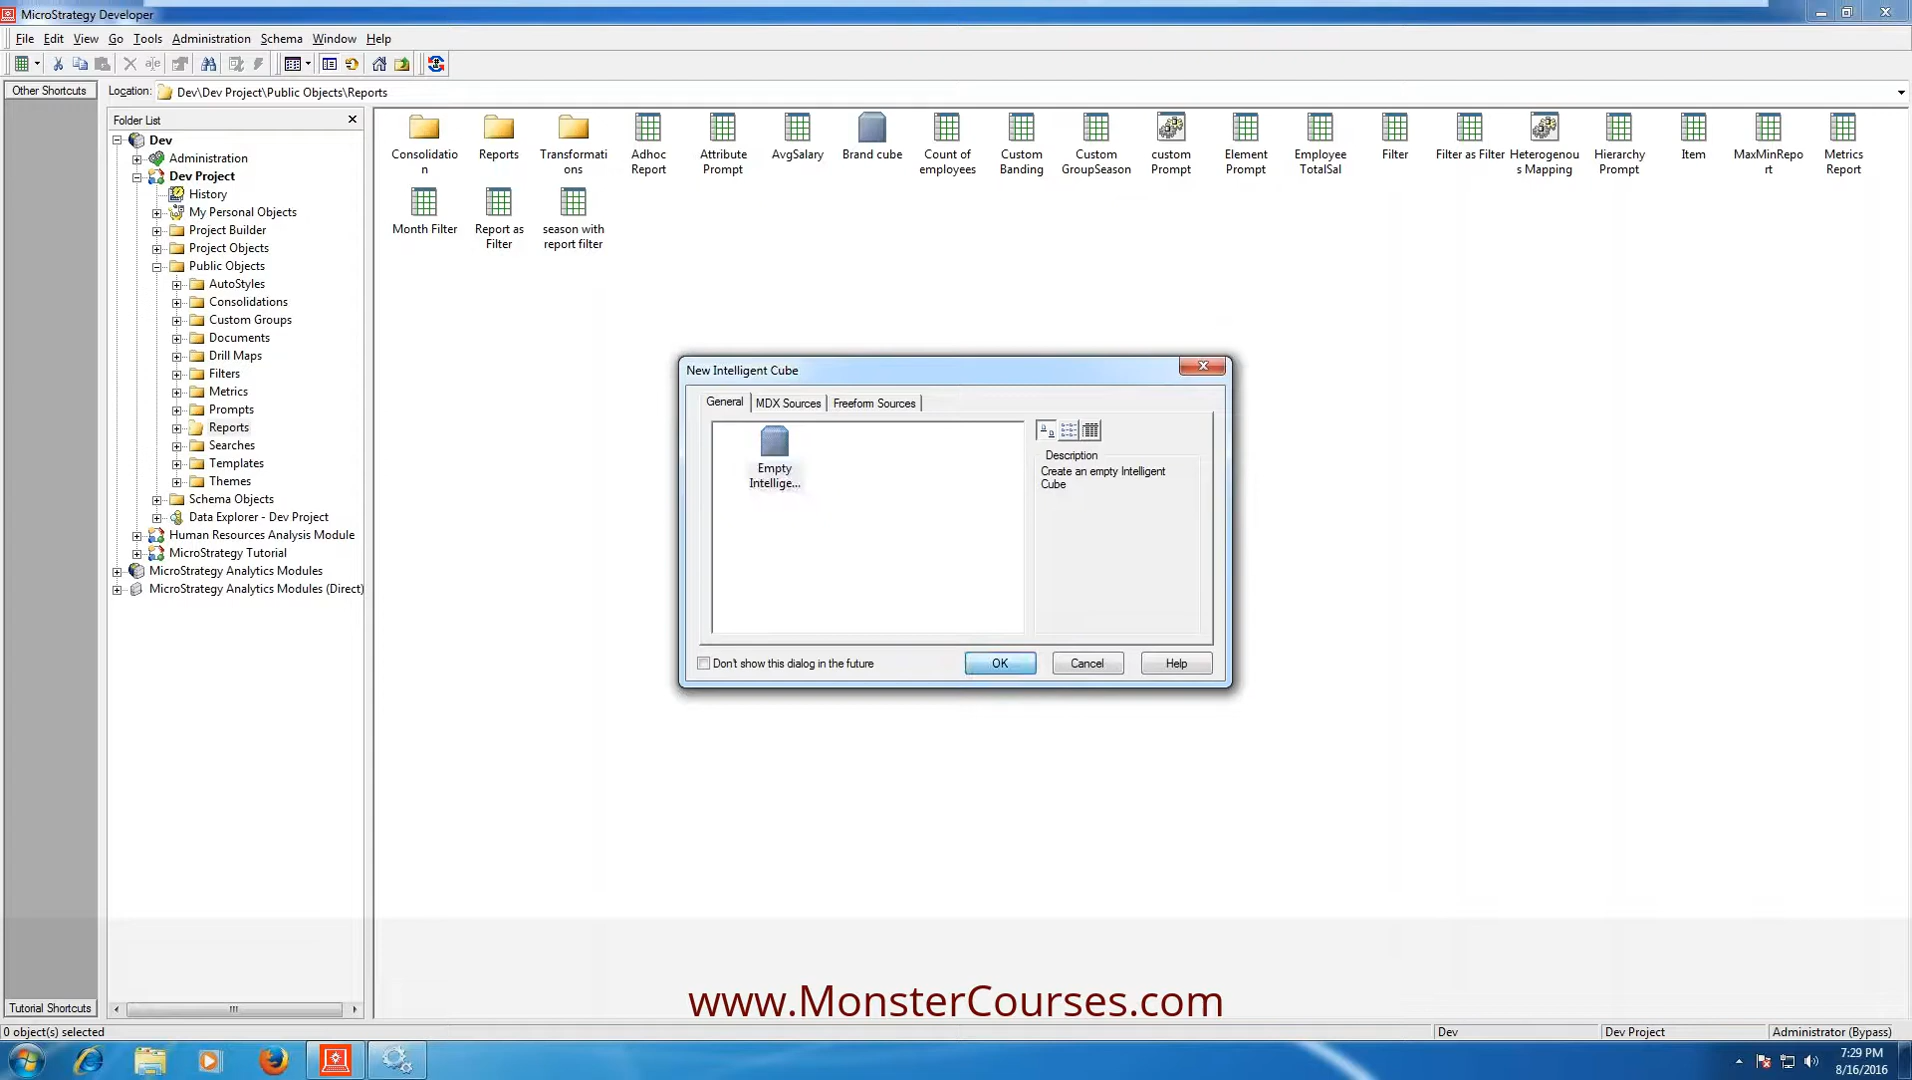 MicroStrategy Developer
File Edit View Go Tools Administration Schema Window Help
Other Shortcuts
Location: Dev\Dev Project\Public Objects\Reports
Folder List
Dev
Administration
Dev Project
History
My Personal Objects
Project Builder
Project Objects
Public Objects
AutoStyles
Consolidations
Custom Groups
Documents
Drill Maps
Filters
Metrics
Prompts
Reports
Searches
Templates
Themes
Schema Objects
Data Explorer - Dev Project
Human Resources Analysis Module
MicroStrategy Tutorial
MicroStrategy Analytics Modules
MicroStrategy Analytics Modules (Direct)
Tutorial Shortcuts
Consolidatio
n
Reports
Transformati
ons
Adhoc
Report
Attribute
Prompt
AvgSalary
Brand cube
Count of
employees
Custom
Banding
Custom
GroupSeason
custom
Prompt
Element
Prompt
Employee
TotalSal
Filter
Filter as Filter
Heterogenou
s Mapping
Hierarchy
Prompt
Item
MaxMinRepo
rt
Metrics
Report
Month Filter
Report as
Filter
season with
report filter
New Intelligent Cube
General MDX Sources Freeform Sources
Empty
Intellige...
Description
Create an empty Intelligent
Cube
Don't show this dialog in the future
OK Cancel Help
www.MonsterCourses.com
0 object(s) selected
Dev Dev Project Administrator (Bypass)
7:29 PM
8/16/2016